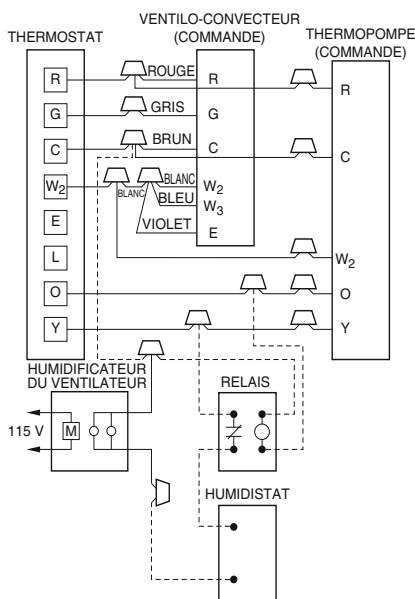 VENTILO-CONVECTEUR
(COMMANDE)
THERMOSTAT
THERMOPOMPE
(COMMANDE)
R
ROUGE
R
R
G
GRIS
G
C
BRUN
C
C
W2
BLANC
BLANC
W2
BLEU
W3
E
VIOLET
E
L
W2
O
O
Y
Y
HUMIDIFICATEUR
DU VENTILATEUR
RELAIS
115 V
M
HUMIDISTAT